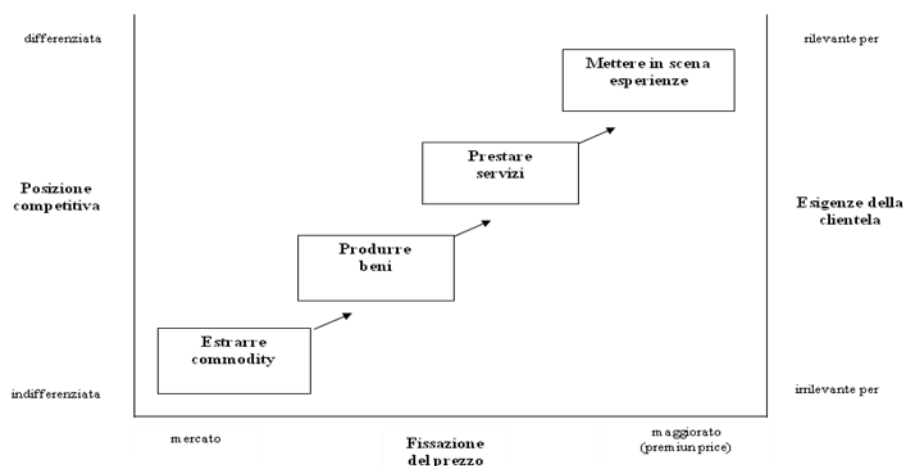 differenziata
rilevante per
Mettere in scena
esperienze
Prestare
servizi
Posizione
competitiva
Esigenze della
clientela
Produrre
beni
Estrarre
commodity
indifferenziata
irrilevante per
mercato
Fissazione
del prezzo
maggiorato
(premiun price)